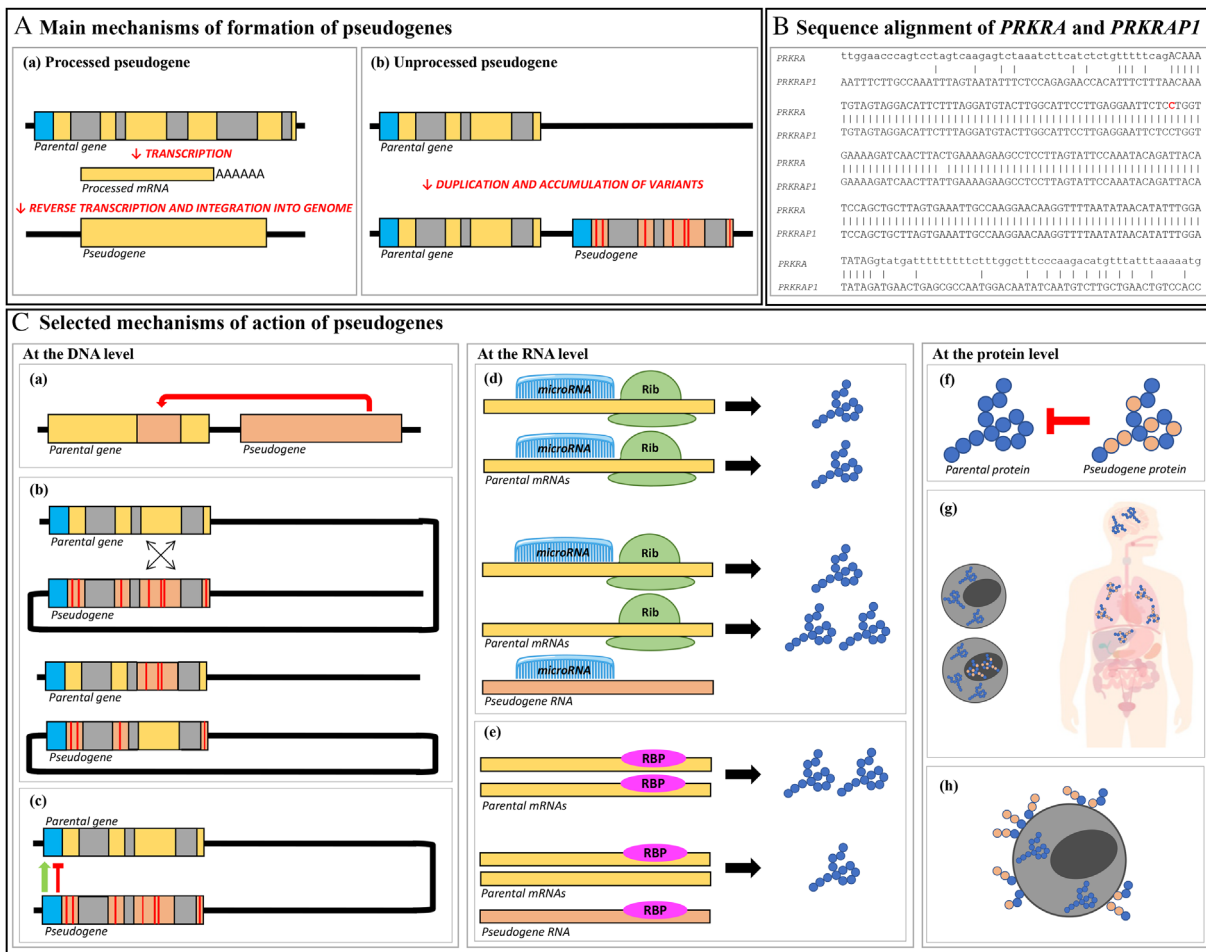 A Main mechanisms of formation of pseudogenes
(a) Processed pseudogene
Parental gene
↓ TRANSCRIPTION
AAAAAA
Processed mRNA
↓ REVERSE TRANSCRIPTION AND INTEGRATION INTO GENOME
Pseudogene
(b) Unprocessed pseudogene
Parental gene
↓ DUPLICATION AND ACCUMULATION OF VARIANTS
Parental gene
Pseudogene
B Sequence alignment of PRKRA and PRKRAP1
PRKRA ttggaacccagtcctagtcaagagtctaaatcttcatctctgtttttcagACAAA
PRKRAP1 AATTTCTTGCCAAATTTAGTAATATTTCTCCAGAGAACCACATTTCTTTAACAAA
PRKRA TGTAGTAGGACATTCTTTAGGATGTACTTGGCATTCCTTGAGGAATTCTCCTGGT
PRKRAP1 TGTAGTAGGACATTCTTTAGGATGTACTTGGCATTCCTTGAGGAATTCTCCTGGT
PRKRA GAAAAGATCAACTTACTGAAAAGAAGCCTCCTTAGTATTCCAAATACAGATTACA
PRKRAP1 GAAAAGATCAACTTATTGAAAAGAAGCCTCCTTAGTATTCCAAATACAGATTACA
PRKRA TCCAGCTGCTTAGTGAAATTGCCAAGGAACAAGGTTTTAATATAACATATTTGGA
PRKRAP1 TCCAGCTGCTTAGTGAAATTGCCAAGGAACAAGGTTTTAATATAACATATTTGGA
PRKRA TATAGgtatgatttttttttctttggctttcccaagacatgtttatttaaaaatg
PRKRAP1 TATAGATGAACTGAGCGCCAATGGACAATATCAATGTCTTGCTGAACTGTCCACC
C Selected mechanisms of action of pseudogenes
At the DNA level
(a)
Parental gene
Pseudogene
(b)
Parental gene
Pseudogene
Parental gene
Pseudogene
(c)
Parental gene
Pseudogene
At the RNA level
(d)
microRNA
Rib
microRNA
Rib
Parental mRNAs
microRNA
Rib
Rib
Parental mRNAs
microRNA
Pseudogene RNA
(e)
RBP
RBP
Parental mRNAs
RBP
Parental mRNAs
RBP
Pseudogene RNA
At the protein level
(f)
Parental protein
Pseudogene protein
(g)
(h)